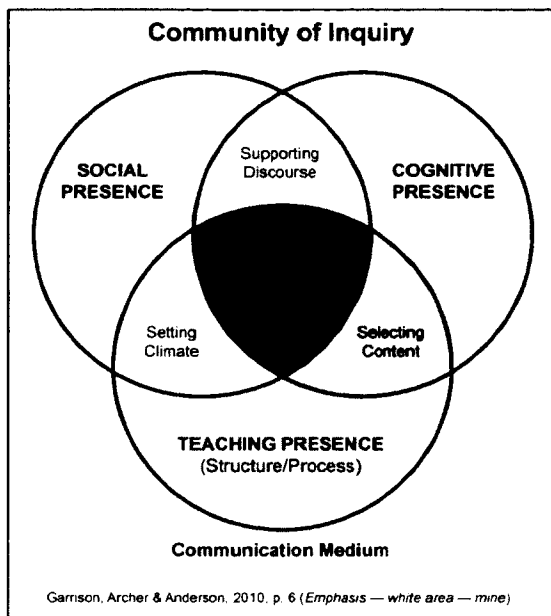 Community of Inquiry
SOCIAL
PRESENCE
Supporting
Discourse
COGNITIVE
PRESENCE
Setting
Climate
Selecting
Content
TEACHING PRESENCE
(Structure/Process)
Communication Medium
Garrison, Archer & Anderson, 2010, p. 6 (Emphasis — white area — mine)